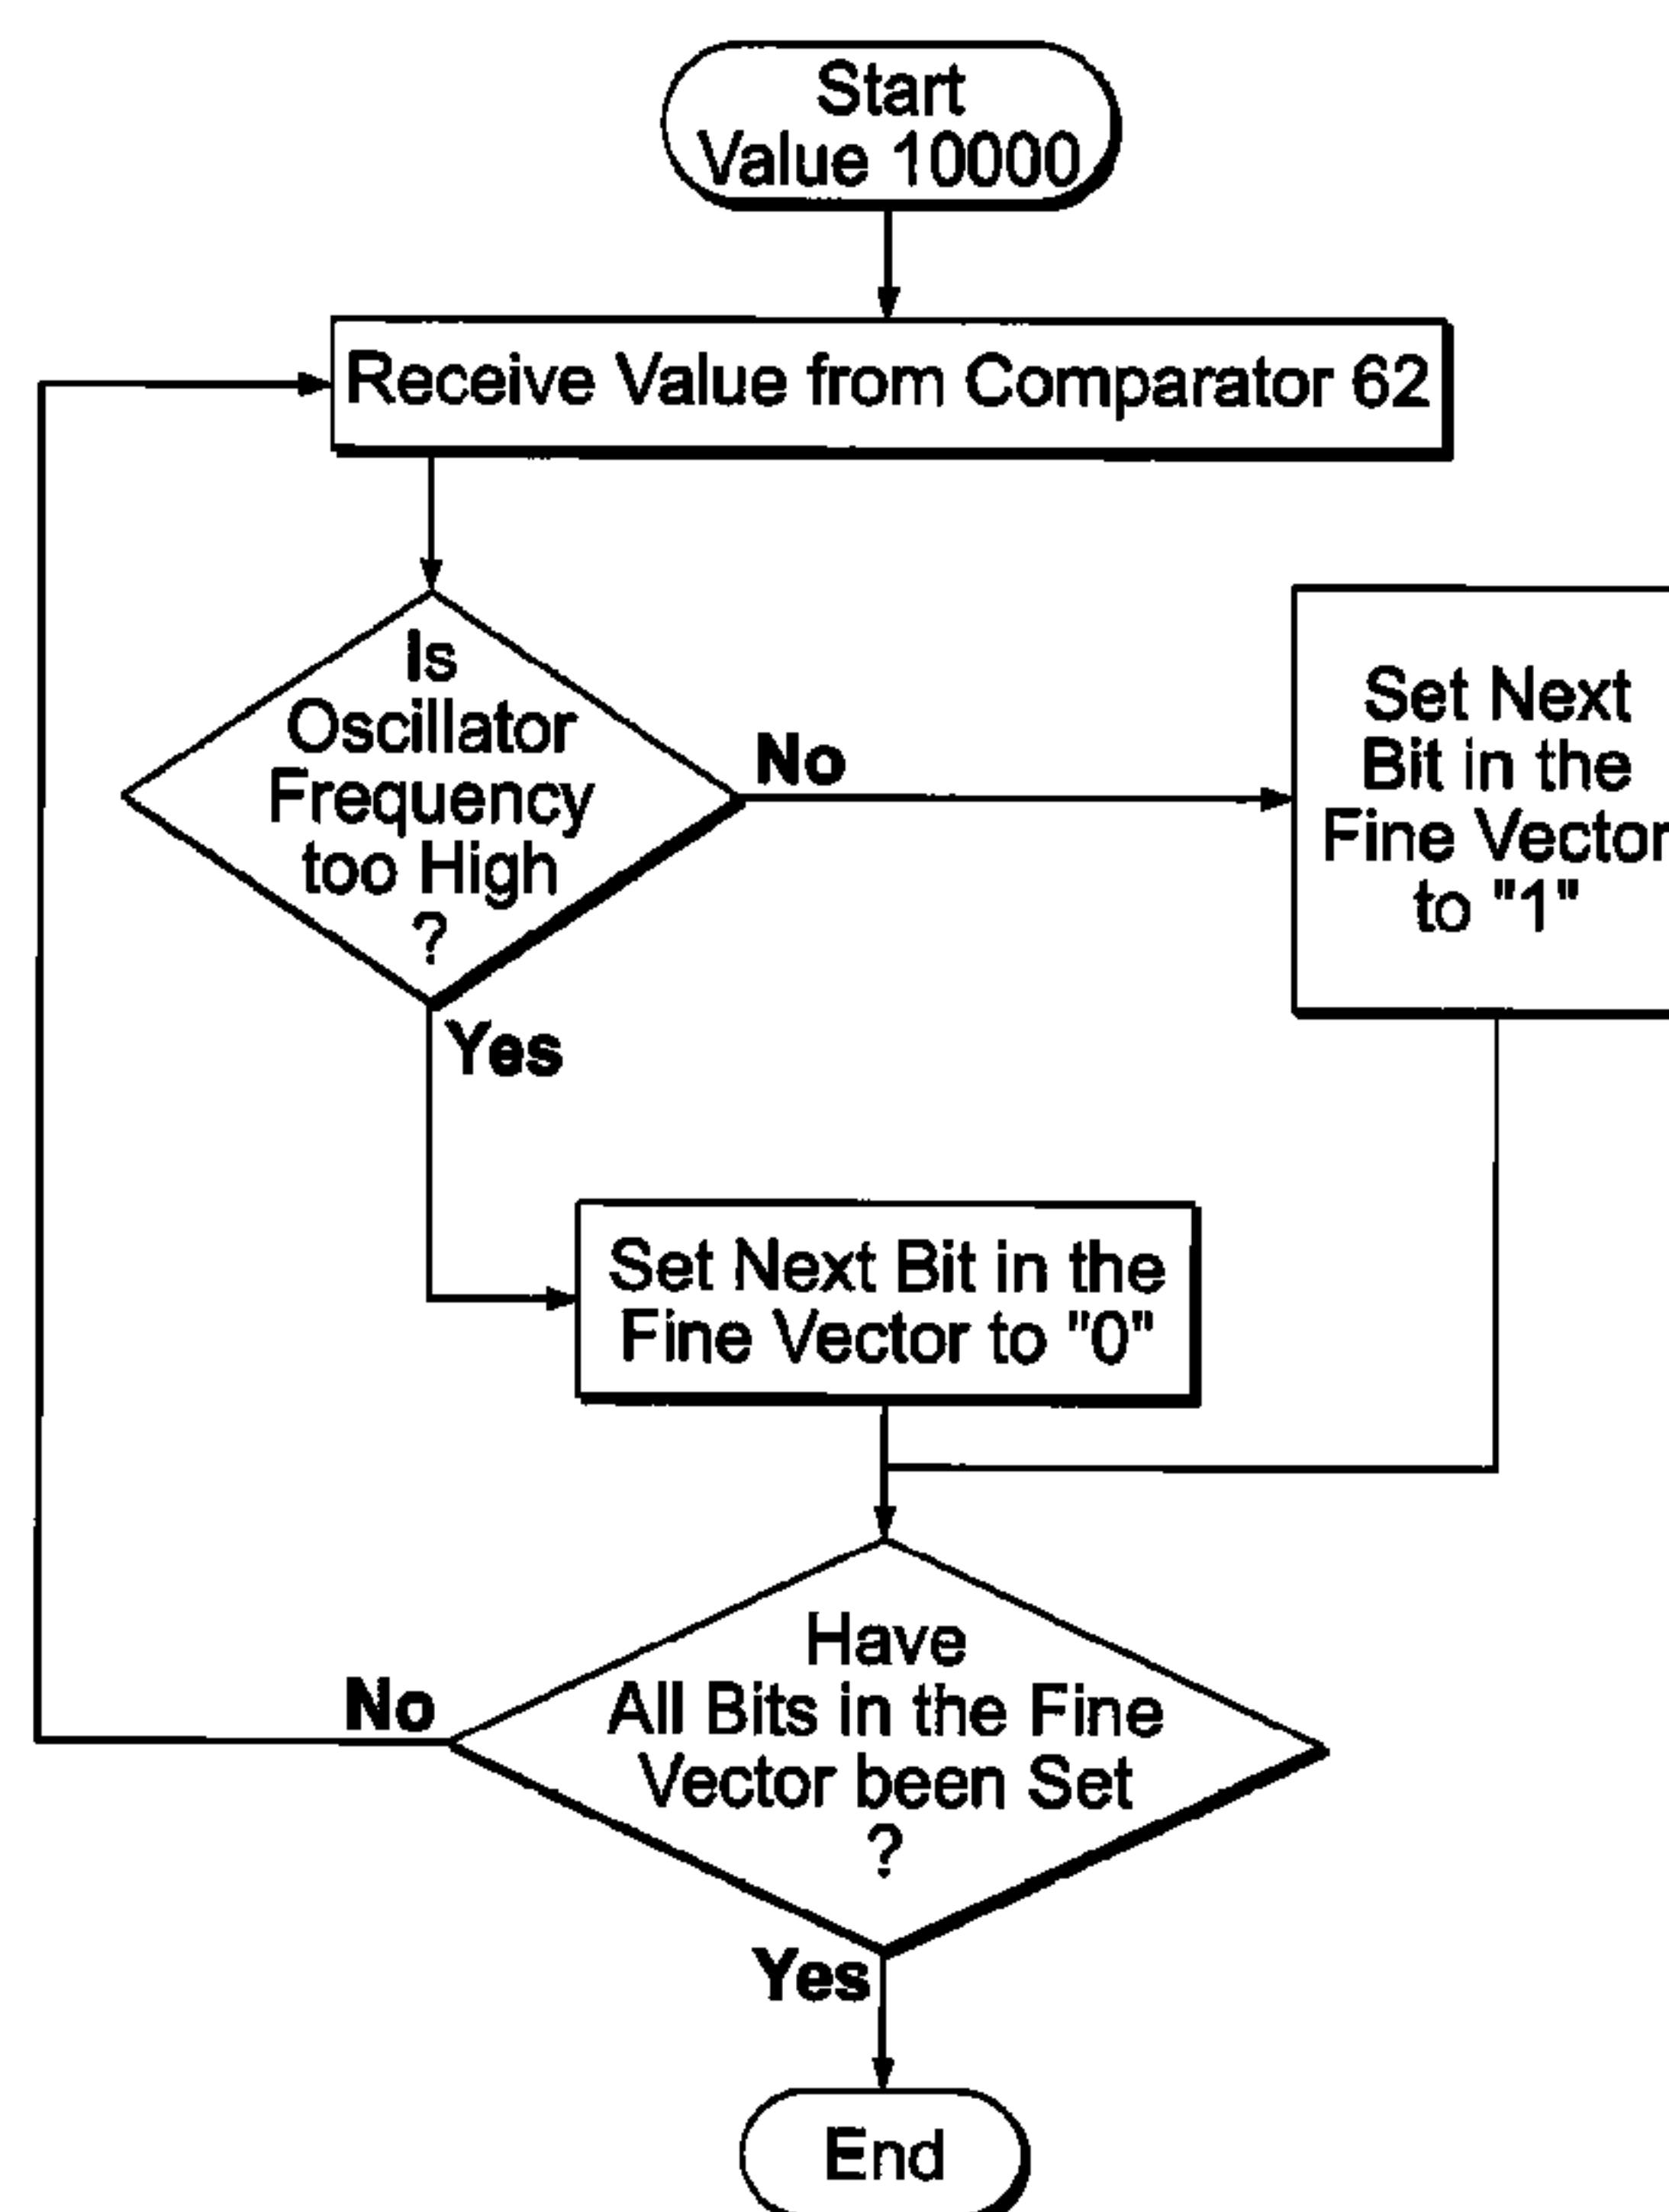 Start
Value 10000
Receive Value from Comparator 62
Is
Oscillator
Frequency
too High
?
No
Set Next
Bit in the
Fine Vector
to "1"
Yes
Set Next Bit in the
Fine Vector to "0"
Have
All Bits in the Fine
Vector been Set
?
No
Yes
End